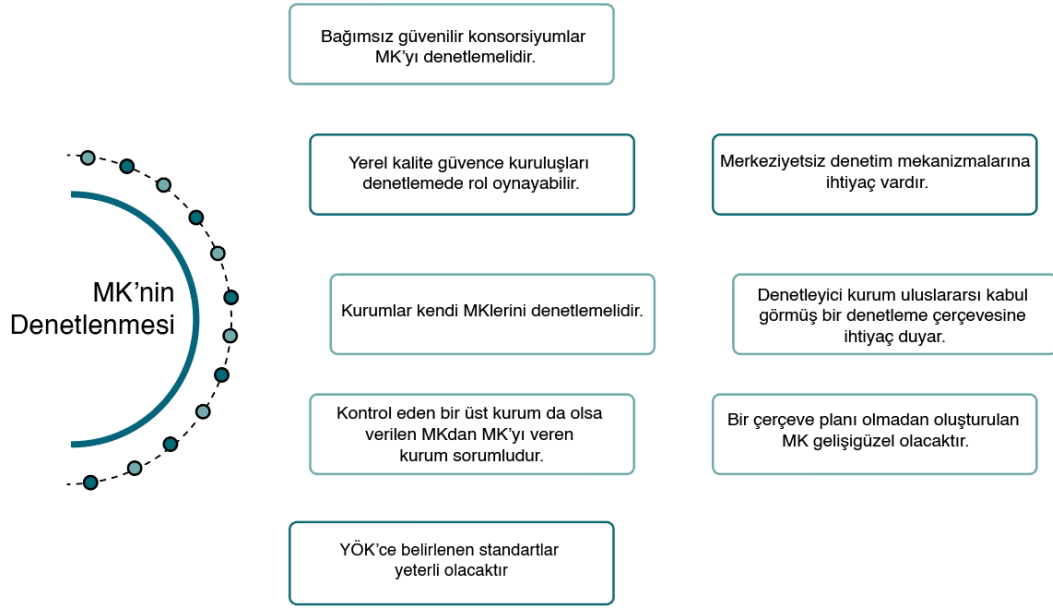 Bağımsız güvenilir konsorsiyumlar
MK'yı denetlemelidir.
Yerel kalite güvence kuruluşları
denetlemede rol oynayabilir.
Merkeziyetsiz denetim mekanizmalarına
ihtiyaç vardır.
MK'nin
Denetlenmesi
Kurumlar kendi MKlerini denetlemelidir.
Denetleyici kurum uluslararsı kabul
görmüş bir denetleme çerçevesine
ihtiyaç duyar.
Kontrol eden bir üst kurum da olsa
verilen MKdan MK'yı veren
kurum sorumludur.
Bir çerçeve planı olmadan oluşturulan
MK gelişigüzel olacaktır.
YÖK'ce belirlenen standartlar
yeterli olacaktır